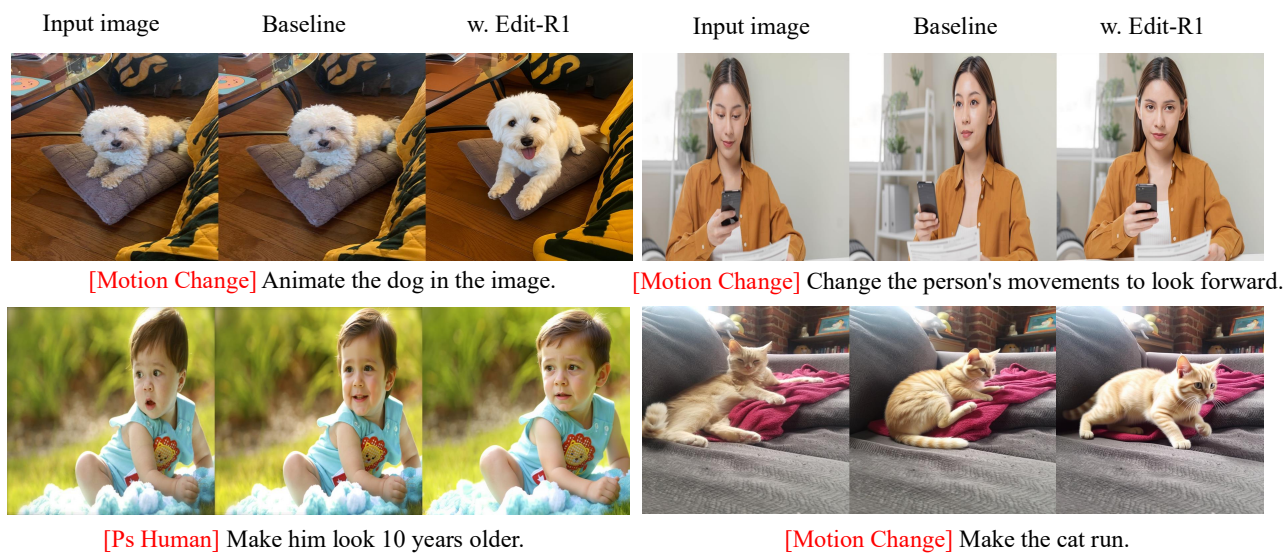 Input image Baseline w. Edit-R1
Input image Baseline w. Edit-R1
[Motion Change] Animate the dog in the image.
[Motion Change] Change the person's movements to look forward.
[Ps Human] Make him look 10 years older.
[Motion Change] Make the cat run.